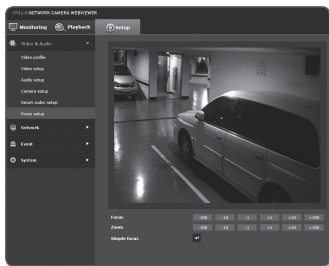 iPOLiS NETWORK CAMERA WEBVIEWER
Monitoring
Playback
Setup
Video & Audio
Video profile
Video setup
Audio setup
Camera setup
Smart codec setup
Focus setup
Network
Event
System
Focus
-100 -10 -1 +1 +10 +100
Zoom
-100 -10 -1 +1 +10 +100
Simple focus